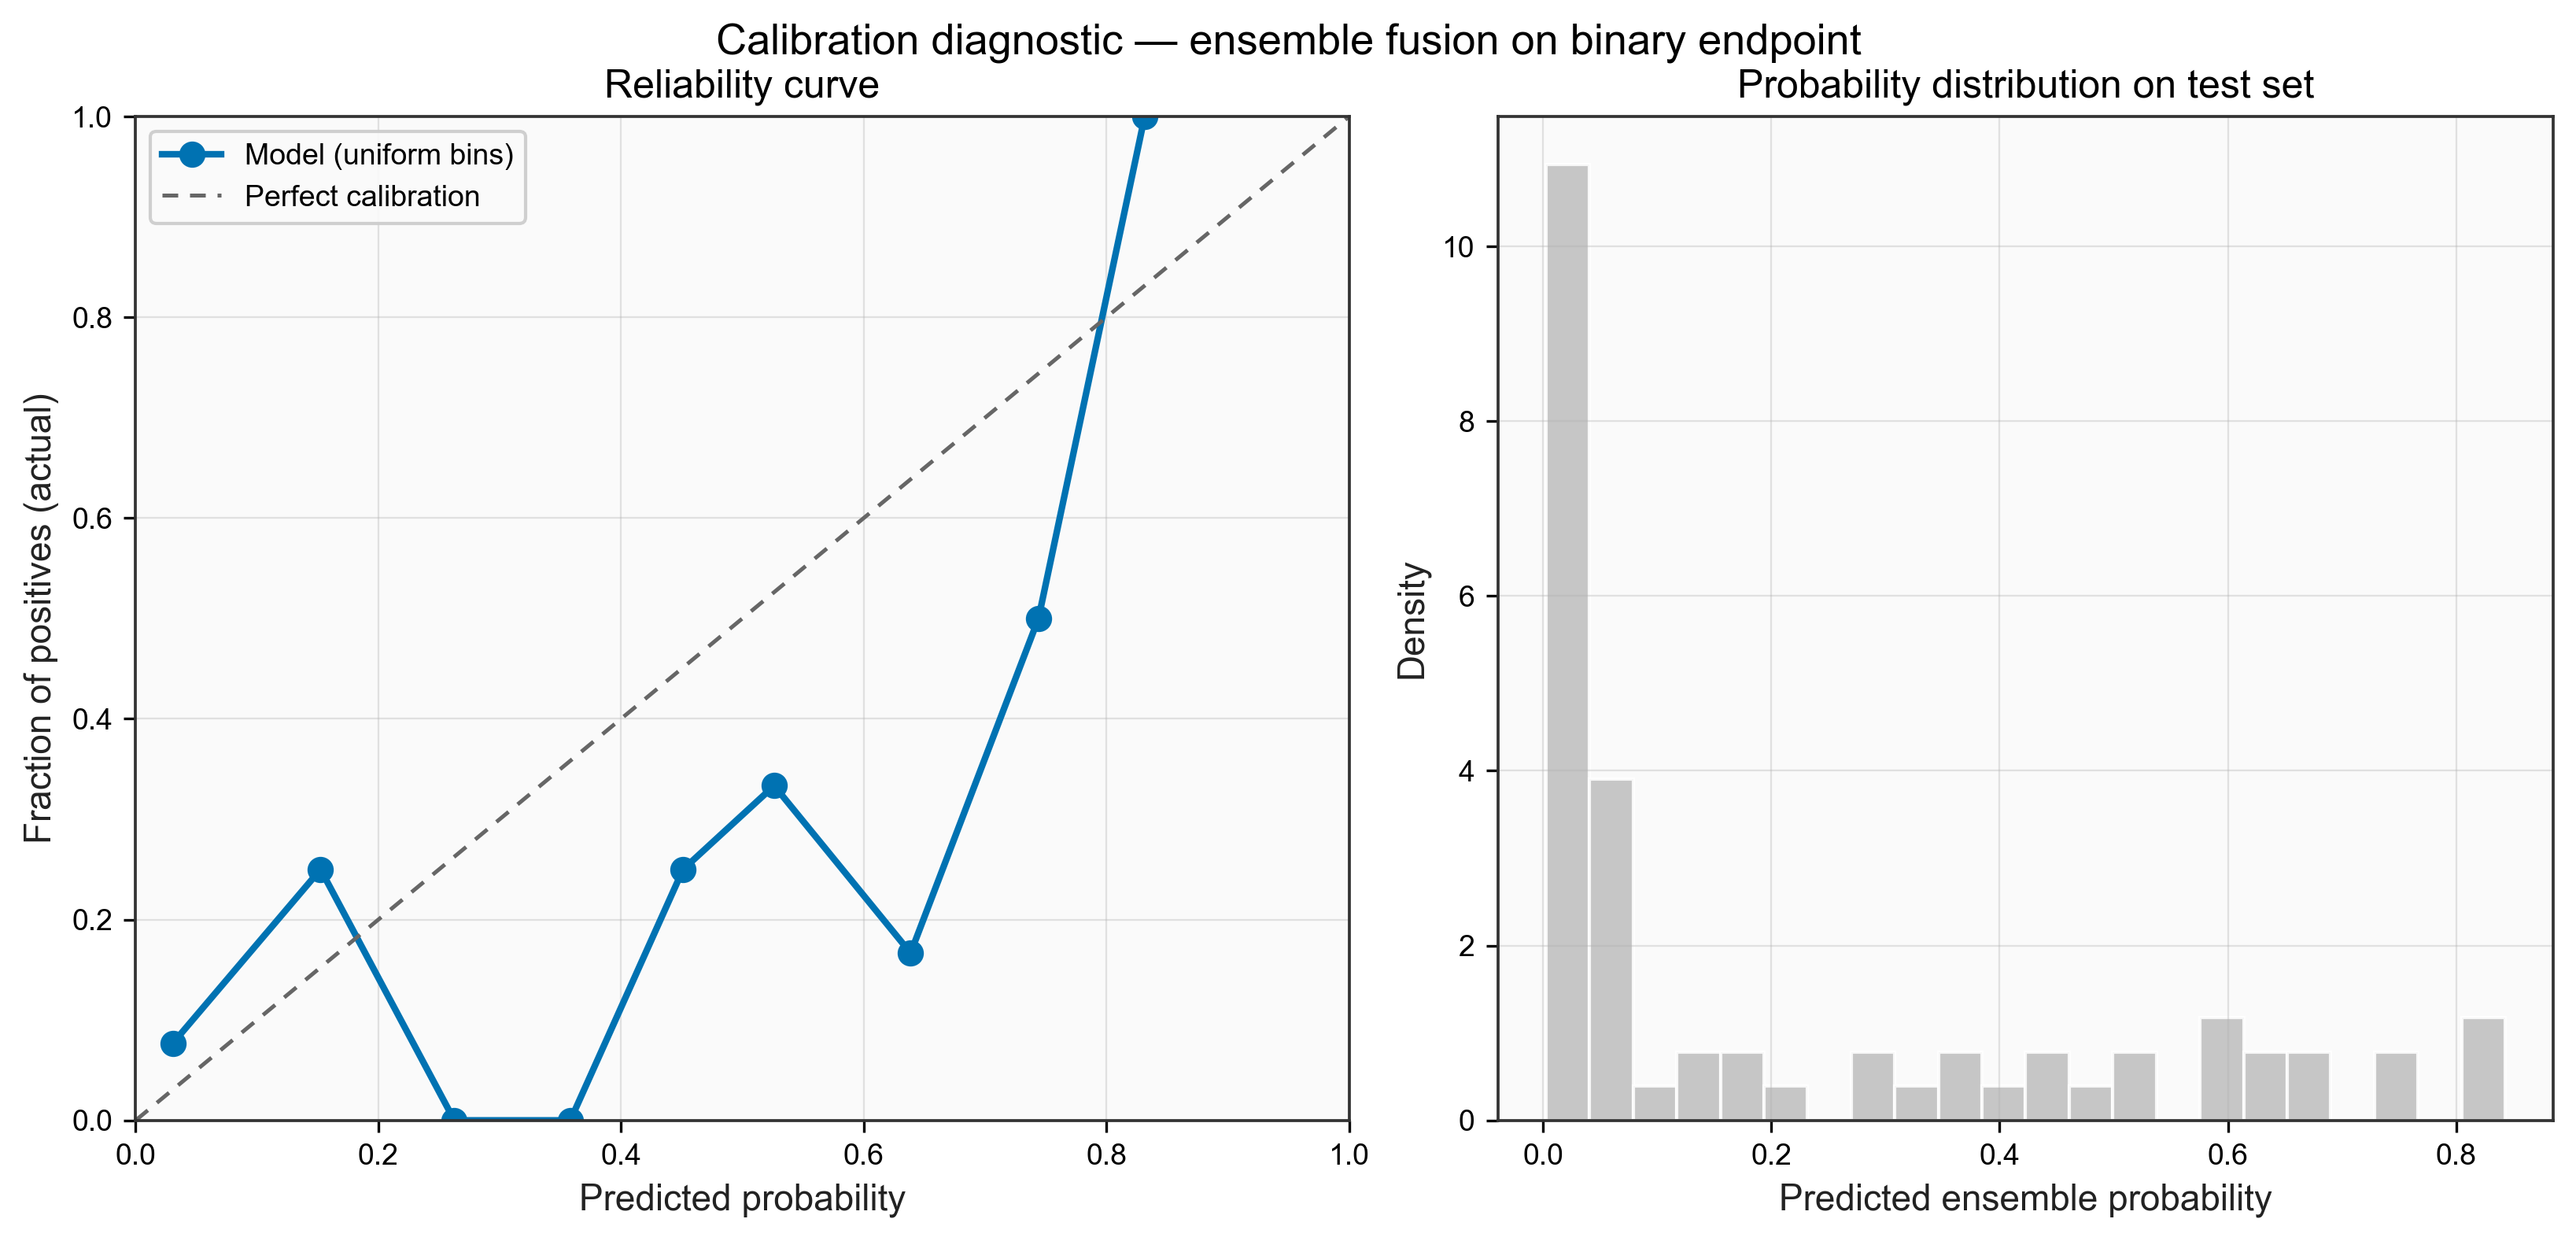 Calibration diagnostic — ensemble fusion on binary endpoint
Reliability curve
Model (uniform bins)
Perfect calibration
Fraction of positives (actual)
1.0
0.8
0.6
0.4
0.2
0.0
0.0 0.2 0.4 0.6 0.8 1.0
Predicted probability
Probability distribution on test set
Density
10
8
6
4
2
0
0.0 0.2 0.4 0.6 0.8
Predicted ensemble probability